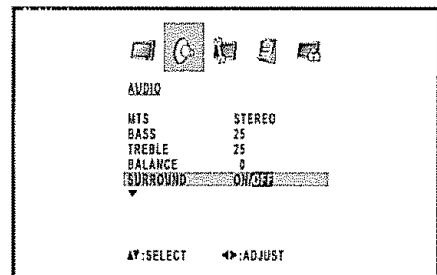 AUDIO
MTS STEREO
BASS 25
TREBLE 25
BALANCE 0
SURROUND ON/OFF
▼
▲▼:SELECT ◀▶:ADJUST